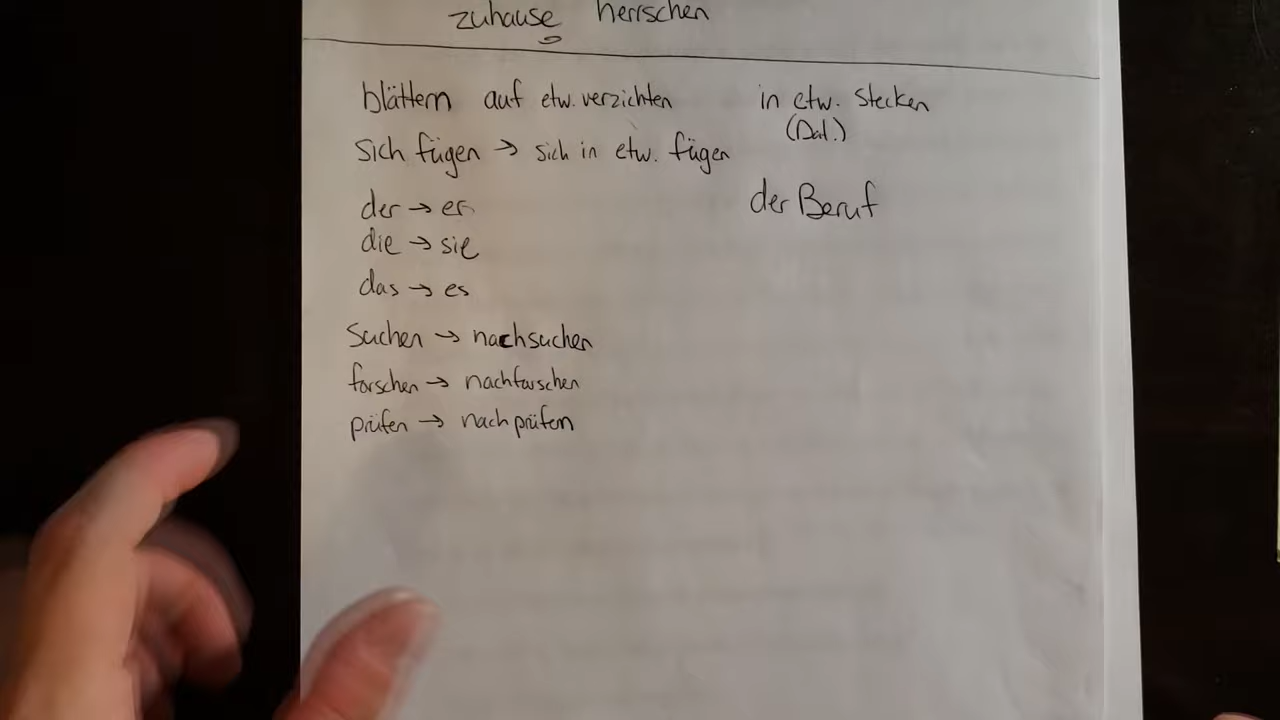 zuhause herrschen
blättern auf etw. verzichten in etw. stecken
(Dat.)
sich fügen → sich in etw. fügen
der → er
der Beruf
die → sie
das → es
suchen → nachsuchen
forschen → nachforschen
prüfen → nachprüfen